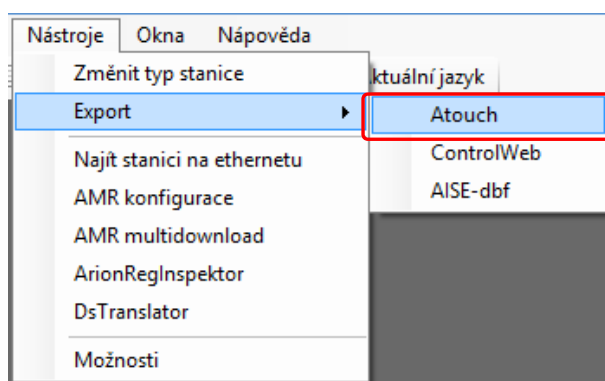 Nástroje Okna Nápověda
Změnit typ stanice
ktuální jazyk
Export
Atouch
ControlWeb
AISE-dbf
Najít stanici na ethernetu
AMR konfigurace
AMR multidownload
ArionRegInspektor
DsTranslator
Možnosti